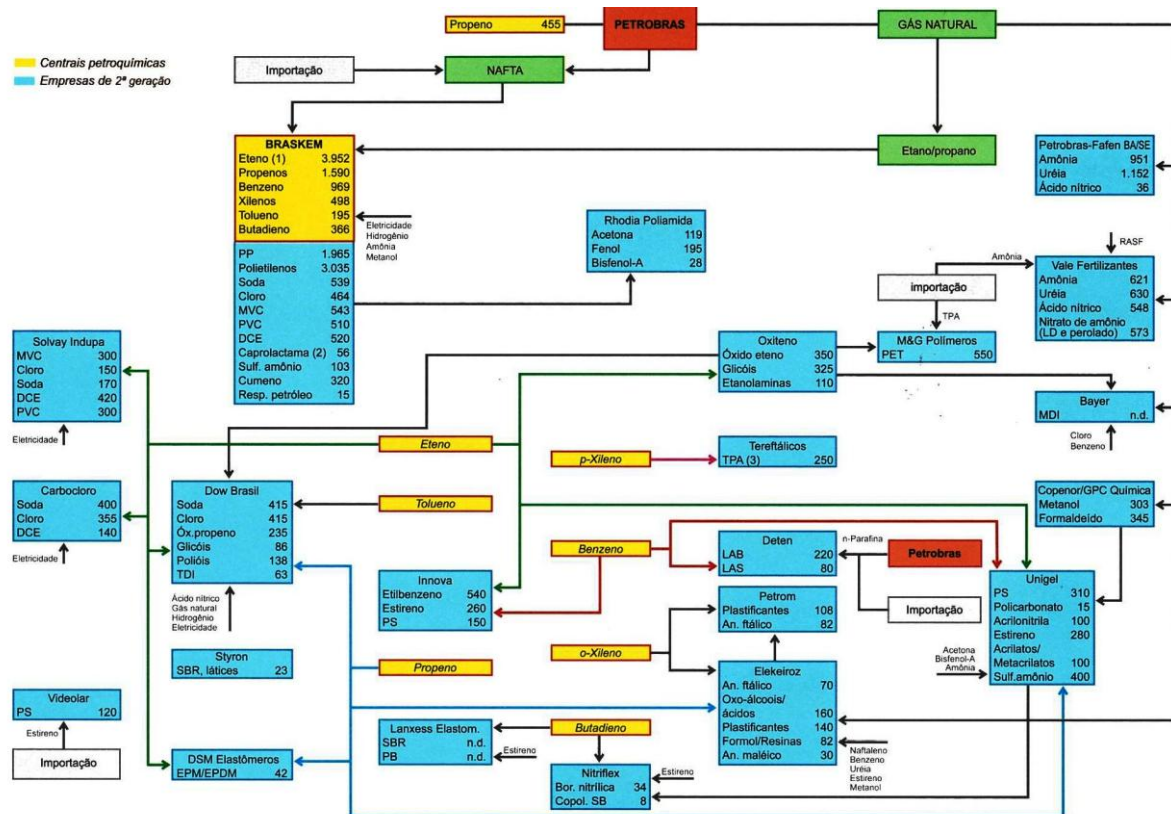 Propeno 455
PETROBRAS
GÁS NATURAL
Centrais petroquímicas
Empresas de 2ª geração
Importação
NAFTA
BRASKEM
Eteno (1) 3.952
Propenos 1.590
Benzeno 969
Xilenos 498
Tolueno 195
Butadieno 366
PP 1.965
Polietilenos 3.035
Soda 539
Cloro 464
MVC 543
PVC 510
DCE 520
Caprolactama (2) 56
Sulf. amônio 103
Cumeno 320
Resp. petróleo 15
Eletricidade
Hidrogênio
Amônia
Metanol
Etano/propano
Petrobras-Fafen BA/SE
Amônia 951
Uréia 1.152
Ácido nítrico 36
Rhodia Poliamida
Acetona 119
Fenol 195
Bisfenol-A 28
RASF
Amônia
importação
TPA
Vale Fertilizantes
Amônia 621
Uréia 630
Ácido nítrico 548
Nitrato de amônio
(LD e perolado) 573
Solvay Indupa
MVC 300
Cloro 150
Soda 170
DCE 420
PVC 300
Eletricidade
Oxiteno
Óxido eteno 350
Glicóis 325
Etanolaminas 110
M&G Polímeros
PET 550
Bayer
MDI n.d.
Cloro
Benzeno
Eteno
p-Xileno
Tereftálicos
TPA (3) 250
Carbocloro
Soda 400
Cloro 355
DCE 140
Eletricidade
Dow Brasil
Soda 415
Cloro 415
Óx.propeno 235
Glicóis 86
Polióis 138
TDI 63
Ácido nítrico
Gás natural
Hidrogênio
Eletricidade
Tolueno
Copenor/GPC Química
Metanol 303
Formaldeído 345
Benzeno
Deten
LAB 220
LAS 80
n-Parafina
Petrobras
Importação
Innova
Etilbenzeno 540
Estireno 260
PS 150
Unigel
PS 310
Policarbonato 15
Acrilonitrila 100
Estireno 280
Acrilatos/
Metacrilatos 100
Sulf.amônio 400
Acetona
Bisfenol-A
Amônia
Petrom
Plastificantes 108
An. ftálico 82
o-Xileno
Styron
SBR, látices 23
Propeno
Elekeiroz
An. ftálico 70
Oxo-álcoois/
ácidos 160
Plastificantes 140
Formol/Resinas 82
An. maléico 30
Naftaleno
Benzeno
Uréia
Estireno
Metanol
Videolar
PS 120
Estireno
Importação
DSM Elastômeros
EPM/EPDM 42
Lanxess Elastom.
SBR n.d.
PB n.d.
Estireno
Butadieno
Nitriflex
Bor. nitrílica 34
Copol. SB 8
Estireno